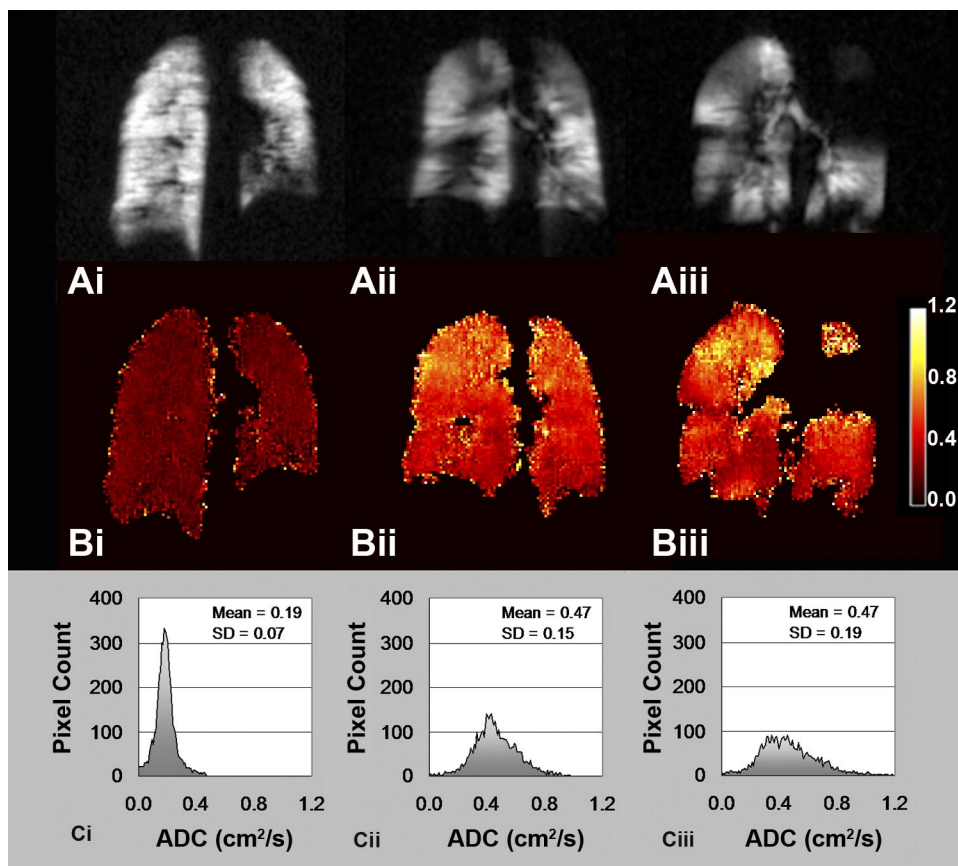 Ai Aii Aiii
1.2
0.8
0.4
0.0
Bi Bii Biii
400
300
200
100
0
Pixel Count
Mean = 0.19
SD = 0.07
0.0 0.4 1.2
Ci ADC (cm²/s)
400
300
200
100
0
Pixel Count
Mean = 0.47
SD = 0.15
0.0 0.4 0.8 1.2
Cii ADC (cm²/s)
400
300
200
100
0
Pixel Count
Mean = 0.47
SD = 0.19
0.0 0.4 0.8 1.2
Ciii ADC (cm²/s)